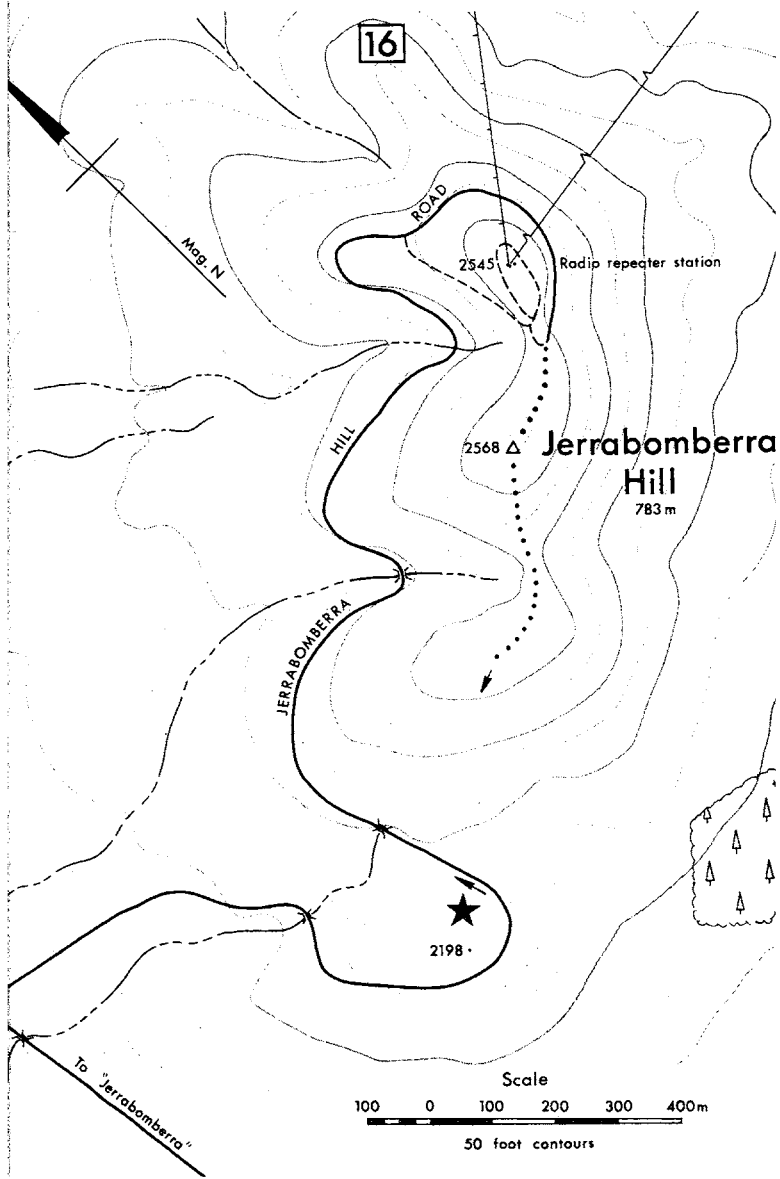 16
ROAD
Mag. N
2545
Radip repeater station
HILL
2568
Jerrabomberra
Hill
783 m
JERRABOMBERRA
2198
To "Jerrabomberra"
Scale
100 0 100 200 300 400m
50 foot contours